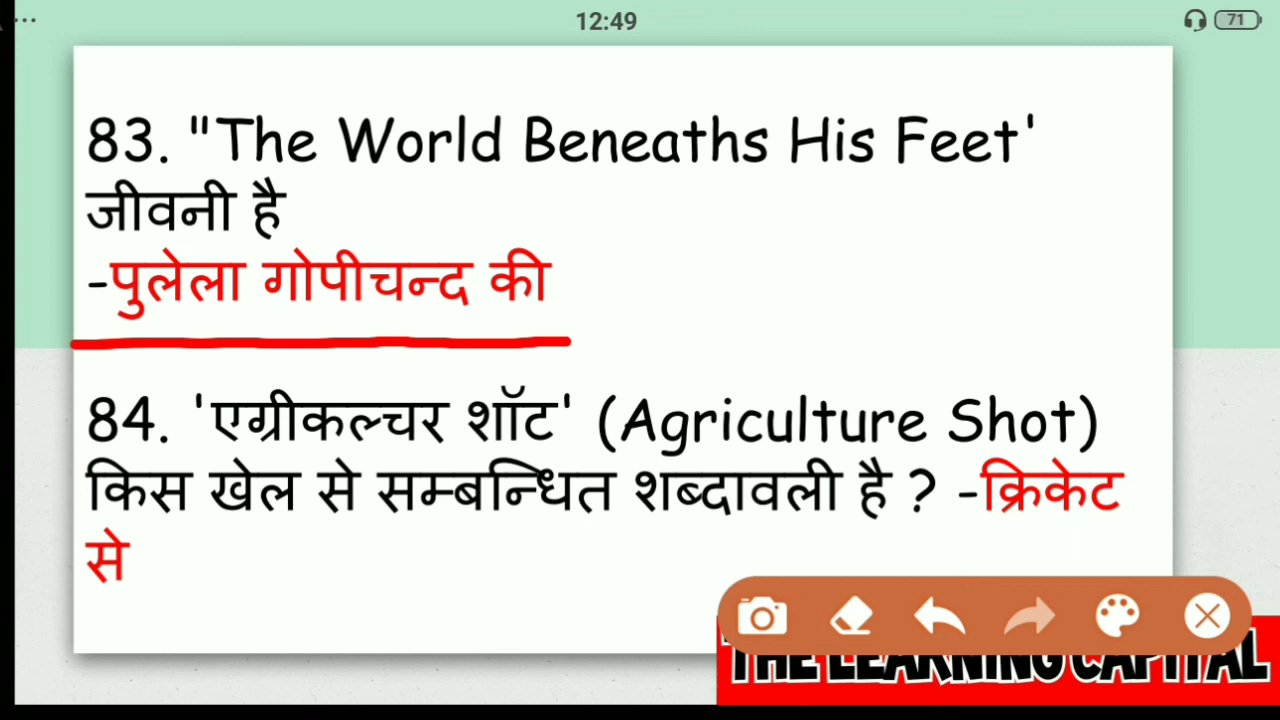 12:49
71
83. "The World Beneaths His Feet'
जीवनी है
-पुलेला गोपीचन्द की
84. 'एग्रीकल्चर शॉट' (Agriculture Shot)
किस खेल से सम्बन्धित शब्दावली है ? -क्रिकेट
से
THE LEARNING CAPITAL